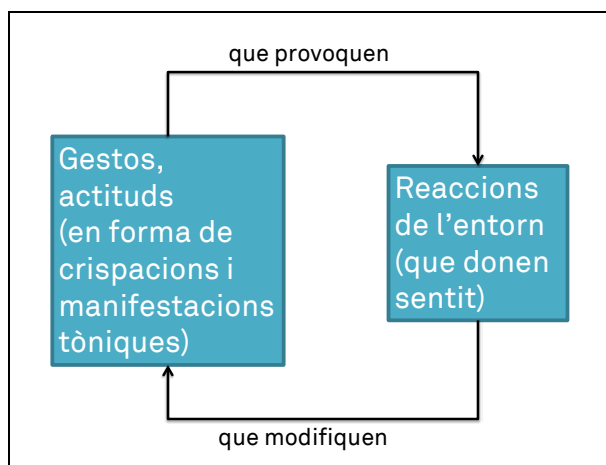 que provoquen
Gestos,
actituds
(en forma de
crispacions i
manifestacions
tòniques)
Reaccions
de l’entorn
(que donen
sentit)
que modifiquen